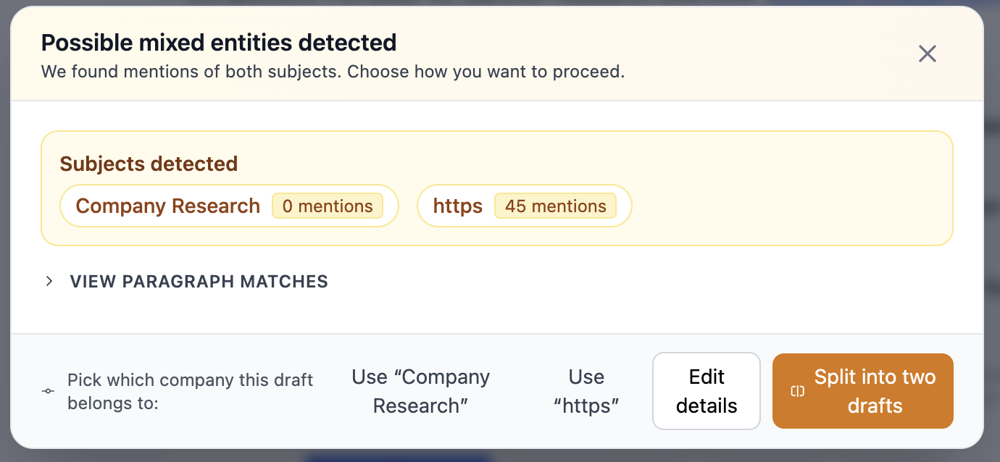 Possible mixed entities detected
We found mentions of both subjects. Choose how you want to proceed.
Subjects detected
Company Research 0 mentions https 45 mentions
VIEW PARAGRAPH MATCHES
Pick which company this draft
belongs to:
Use “Company
Research”
Use
“https”
Edit
details
Split into two
drafts